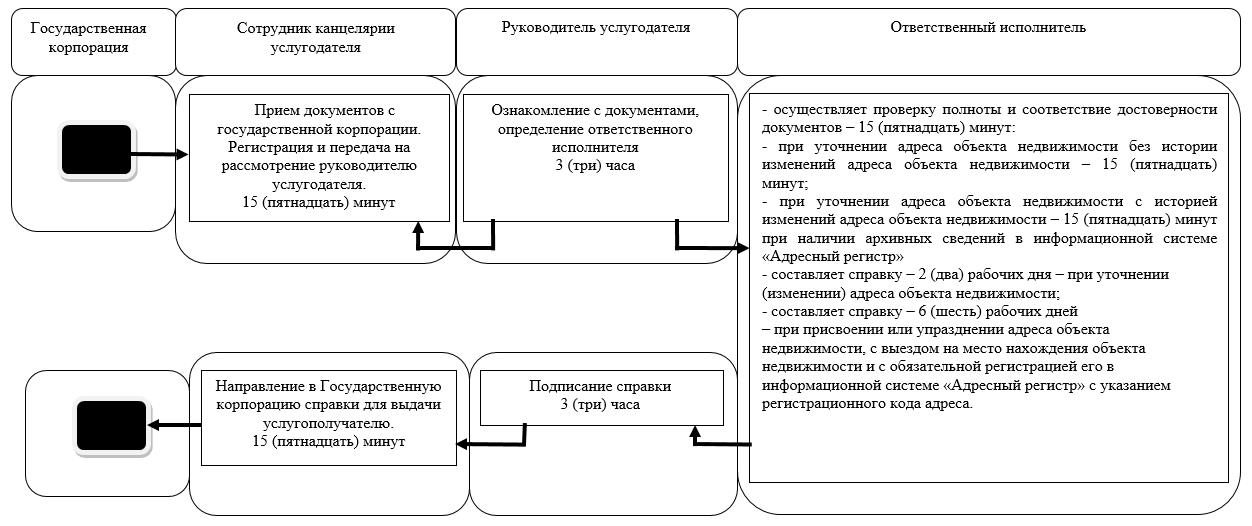 Государственная
корпорация
Сотрудник канцелярии
услугодателя
Руководитель услугодателя
Ответственный исполнитель
Прием документов с
государственной корпорации.
Регистрация и передача на
рассмотрение руководителю
услугодателя.
15 (пятнадцать) минут
Ознакомление с документами,
определение ответственного
исполнителя
3 (три) часа
- осуществляет проверку полноты и соответствие достоверности
документов – 15 (пятнадцать) минут:
- при уточнении адреса объекта недвижимости без истории
изменений адреса объекта недвижимости – 15 (пятнадцать)
минут;
- при уточнении адреса объекта недвижимости с историей
изменений адреса объекта недвижимости – 15 (пятнадцать) минут
при наличии архивных сведений в информационной системе
«Адресный регистр»
- составляет справку – 2 (два) рабочих дня – при уточнении
(изменении) адреса объекта недвижимости;
- составляет справку – 6 (шесть) рабочих дней
– при присвоении или упразднении адреса объекта
недвижимости, с выездом на место нахождения объекта
недвижимости и с обязательной регистрацией его в
информационной системе «Адресный регистр» с указанием
регистрационного кода адреса.
Направление в Государственную
корпорацию справки для выдачи
услугополучателю.
15 (пятнадцать) минут
Подписание справки
3 (три) часа